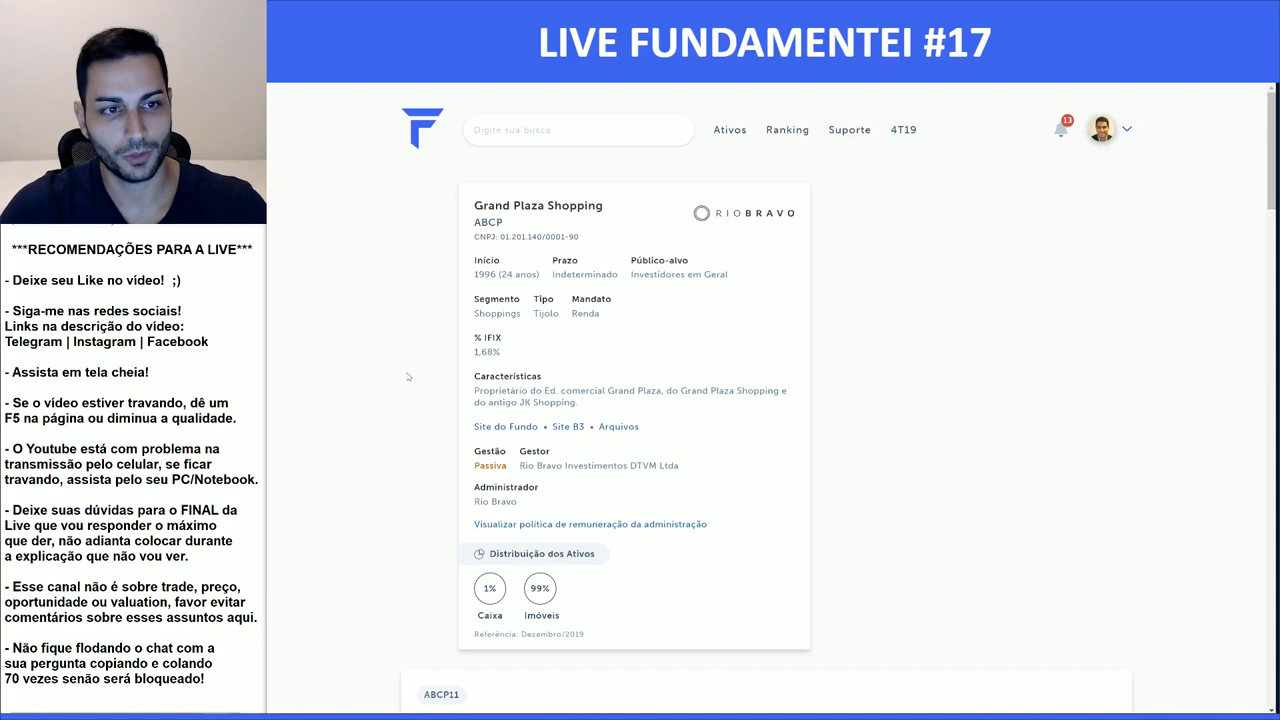 LIVE FUNDAMENTEI #17
Digite sua busca
Ativos
Ranking
Suporte
4T19
13
Grand Plaza Shopping
ABCP
CNPJ: 01.201.140/0001-90
RIOBRAVO
Início Prazo Público-alvo
1996 (24 anos) Indeterminado Investidores em Geral
Segmento Tipo Mandato
Shoppings Tijolo Renda
% IFIX
1,68%
Características
Proprietário do Ed. comercial Grand Plaza, do Grand Plaza Shopping e
do antigo JK Shopping.
Site do Fundo • Site B3 • Arquivos
Gestão Gestor
Passiva Rio Bravo Investimentos DTVM Ltda
Administrador
Rio Bravo
Visualizar política de remuneração da administração
Distribuição dos Ativos
1% 99%
Caixa Imóveis
Referência: Dezembro/2019
ABCP11
***RECOMENDAÇÕES PARA A LIVE***
- Deixe seu Like no vídeo! ;)
- Siga-me nas redes sociais!
Links na descrição do vídeo:
Telegram | Instagram | Facebook
- Assista em tela cheia!
- Se o vídeo estiver travando, dê um
F5 na página ou diminua a qualidade.
- O Youtube está com problema na
transmissão pelo celular, se ficar
travando, assista pelo seu PC/Notebook.
- Deixe suas dúvidas para o FINAL da
Live que vou responder o máximo
que der, não adianta colocar durante
a explicação que não vou ver.
- Esse canal não é sobre trade, preço,
oportunidade ou valuation, favor evitar
comentários sobre esses assuntos aqui.
- Não fique flodando o chat com a
sua pergunta copiando e colando
70 vezes senão será bloqueado!